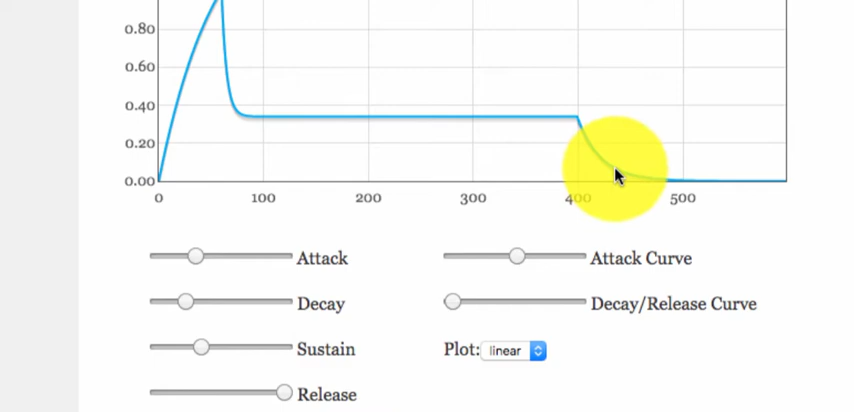 0.80
0.60
0.40
0.20
0.00
0 100 200 300 400 500
Attack Attack Curve
Decay Decay/Release Curve
Sustain Plot: linear
Release